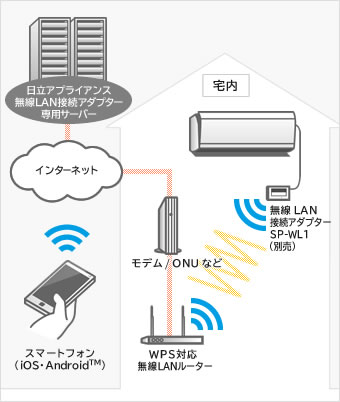 日立アプライアンス
無線LAN接続アダプター
専用サーバー
宅内
インターネット
無線 LAN
接続アダプター
SP-WL1
(別売)
モデム / ONU など
スマートフォン
(iOS・Android™)
WPS対応
無線LANルーター